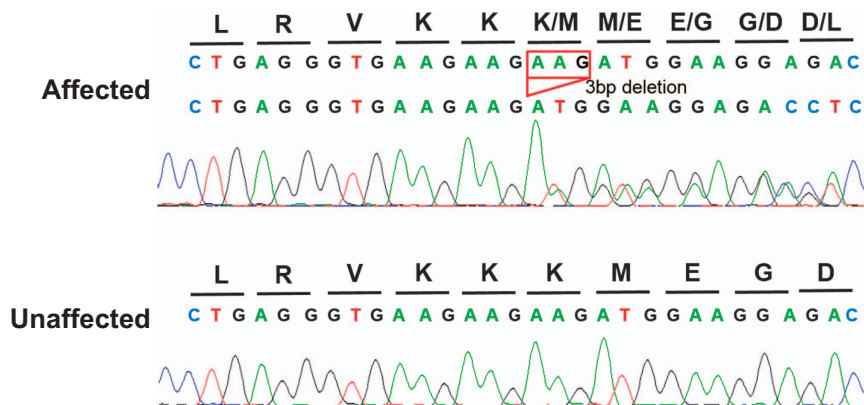 L R V K K K/M M/E E/G G/D D/L
Affected
C T G A G G G T G A A G A A G A A G A T G G A A G G A G A C
3bp deletion
C T G A G G G T G A A G A A G A T G G A A G G A G A C C T C
L R V K K K M E G D
Unaffected
C T G A G G G T G A A G A A G A A G A T G G A A G G A G A C